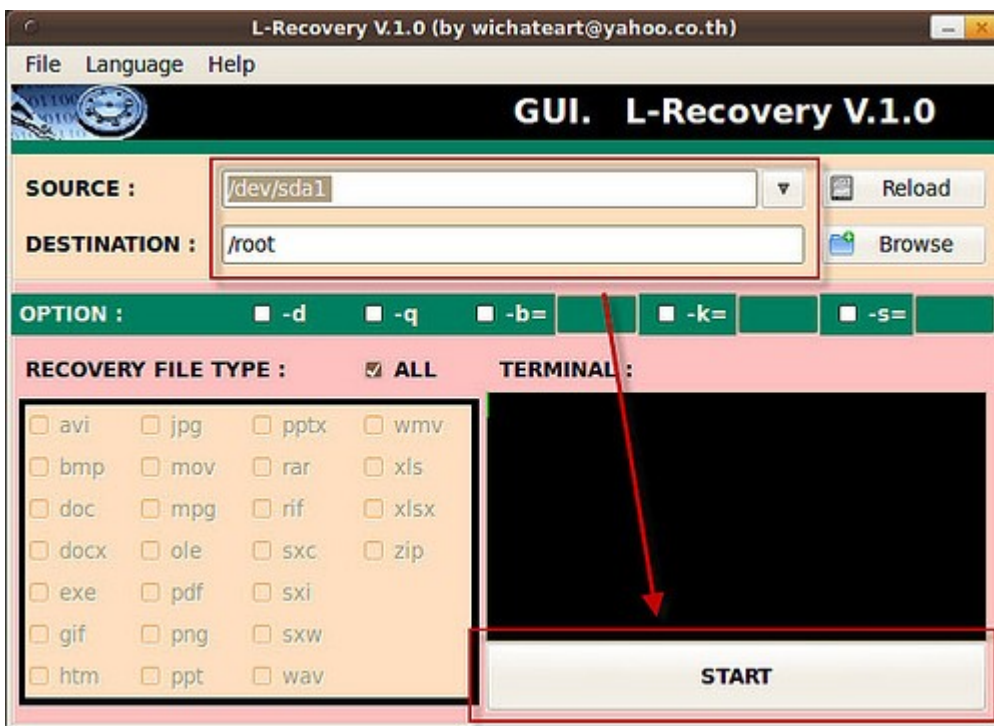 L-Recovery V.1.0 (by wichateart@yahoo.co.th)
File Language Help
GUI. L-Recovery V.1.0
SOURCE : /dev/sda1 Reload
DESTINATION : /root Browse
OPTION : -d -q -b= -k= -s=
RECOVERY FILE TYPE : ALL TERMINAL :
avi jpg pptx wmv
bmp mov rar xls
doc mpg rif xlsx
docx ole sxc zip
exe pdf sxi
gif png sxw
htm ppt wav
START